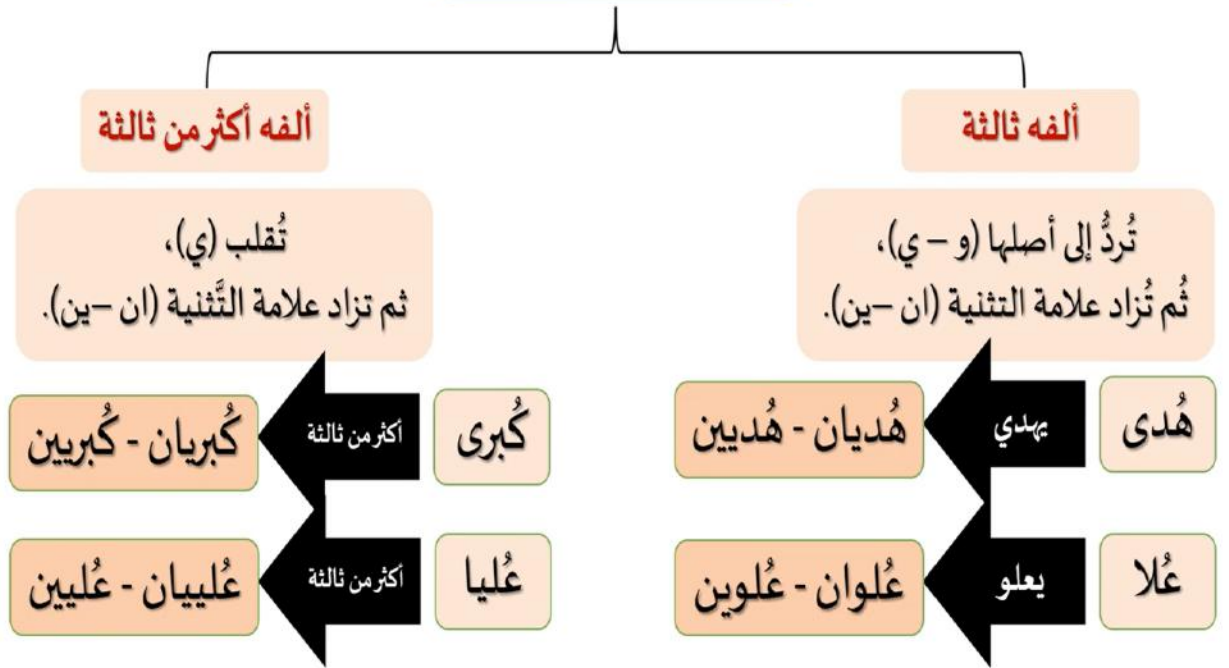 ألفه ثالثة
تُردُّ إلى أصلها (و – ي)،
ثُم تُزاد علامة التثنية (ان –ين).
هُدى
يهدي
هُديان - هُديين
عُلا
يعلو
عُلوان - عُلوين
ألفه أكثر من ثالثة
تُقلب (ي)،
ثم تزاد علامة التَّثنية (ان –ين).
كُبرى
أكثر من ثالثة
كُبريان - كُبريين
عُليا
أكثر من ثالثة
عُلييان - عُليين